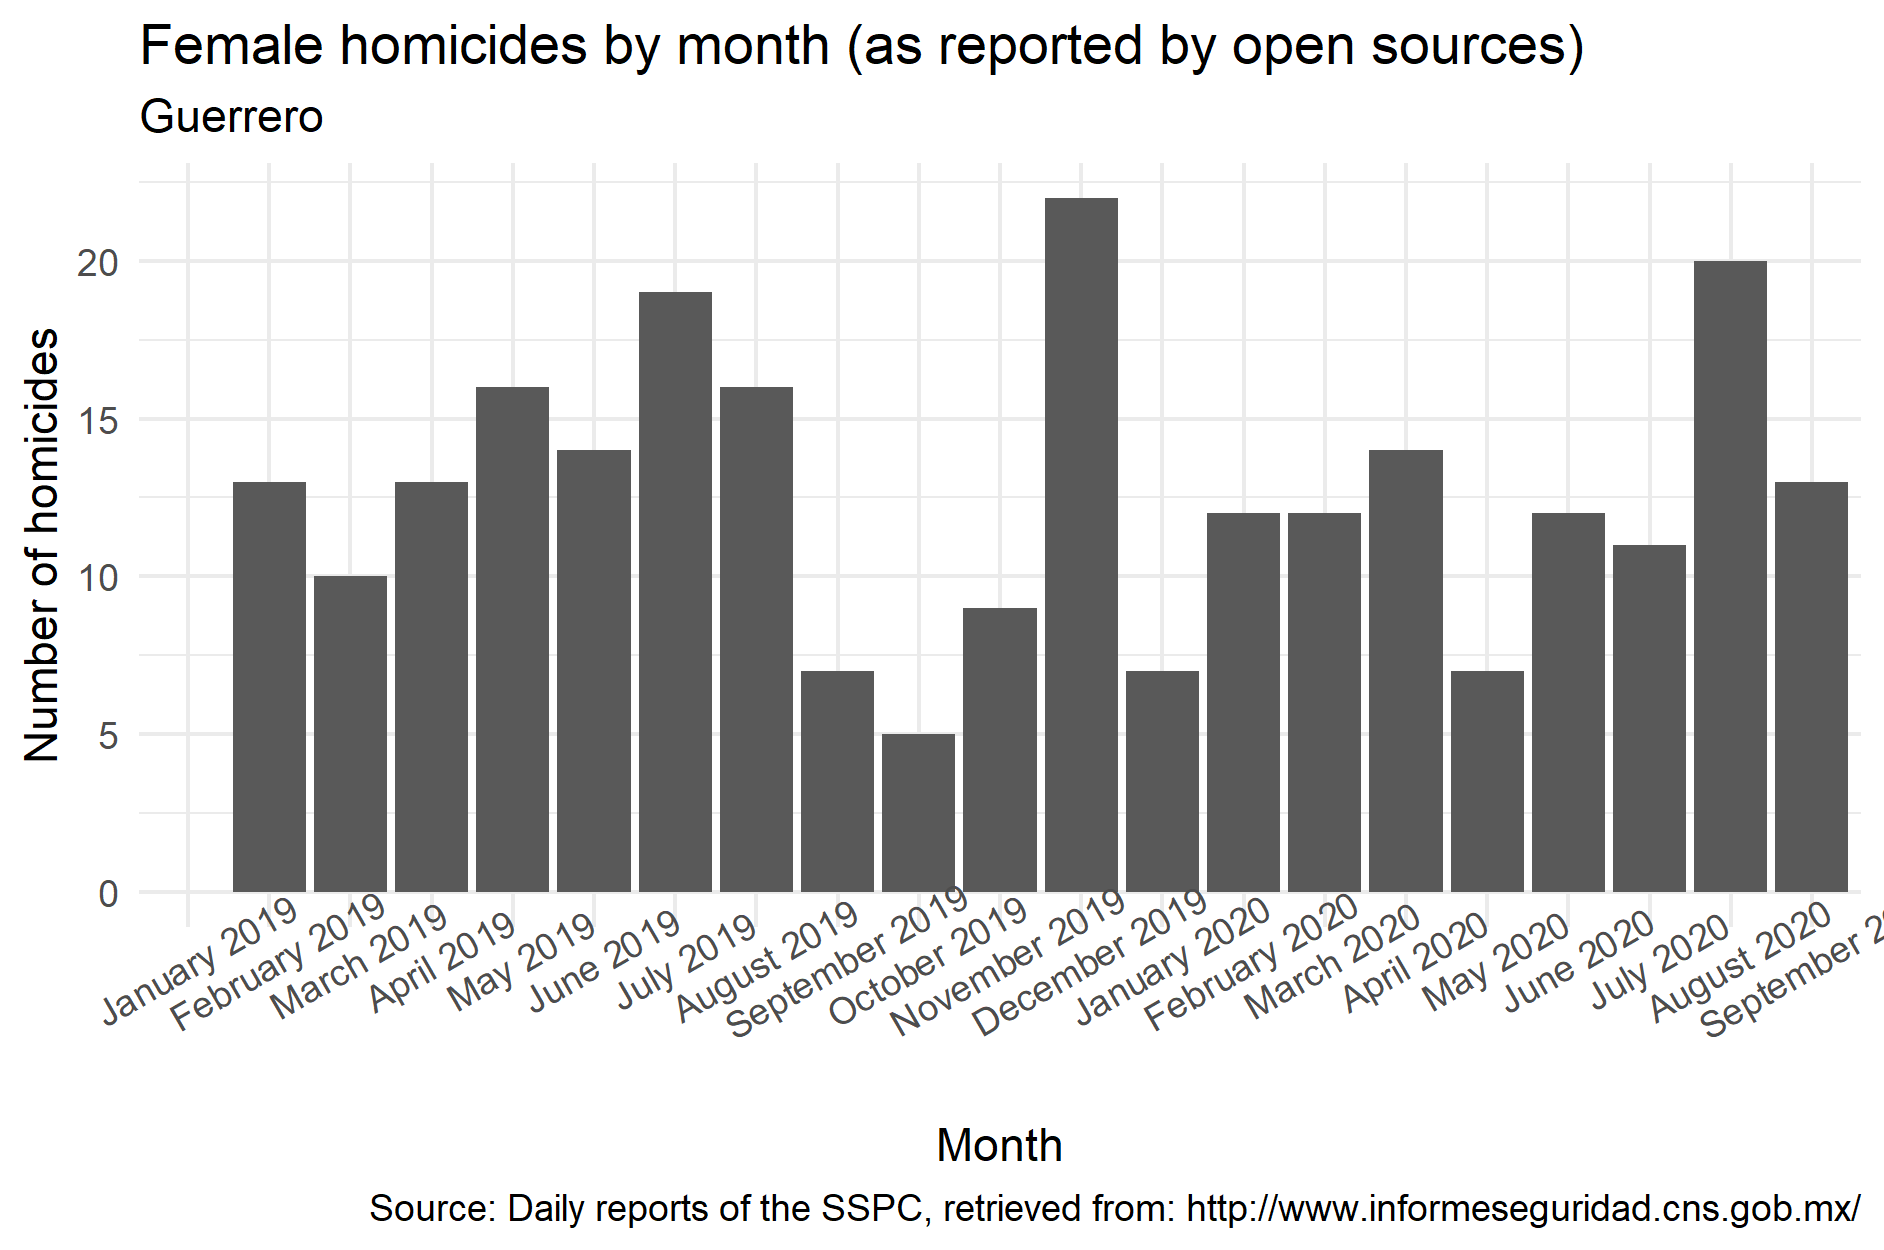 Female homicides by month (as reported by open sources)
Guerrero
Number of homicides
20
15
10
5
0
January 2019
February 2019
March 2019
April 2019
May 2019
June 2019
July 2019
August 2019
September 2019
October 2019
November 2019
December 2019
January 2020
February 2020
March 2020
April 2020
May 2020
June 2020
July 2020
August 2020
September 2
Month
Source: Daily reports of the SSPC, retrieved from: http://www.informeseguridad.cns.gob.mx/